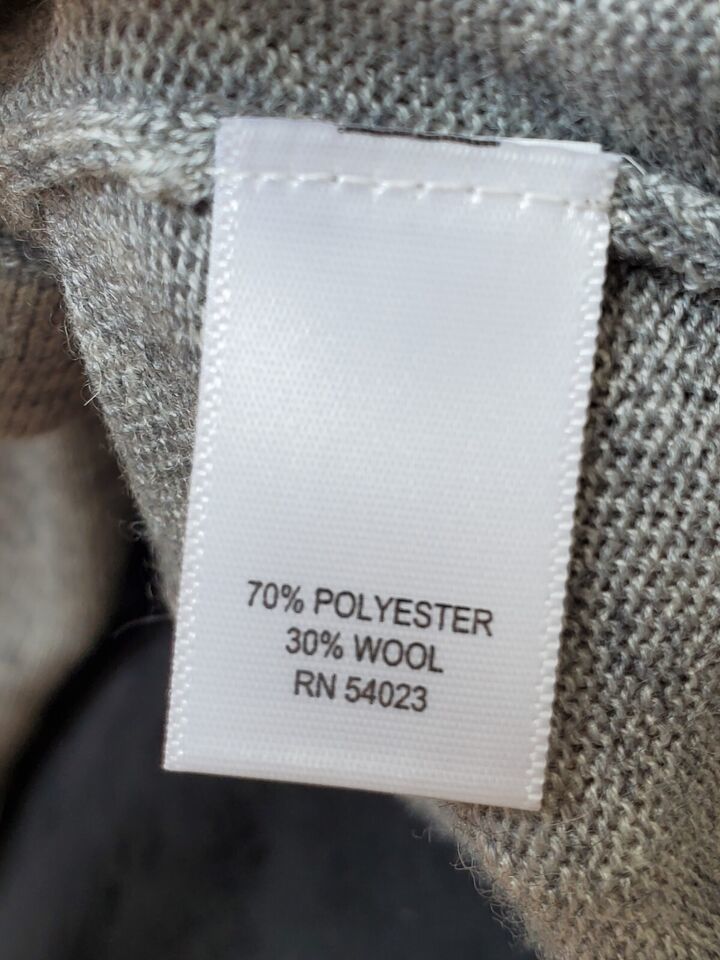 70% POLYESTER
30% WOOL
RN 54023